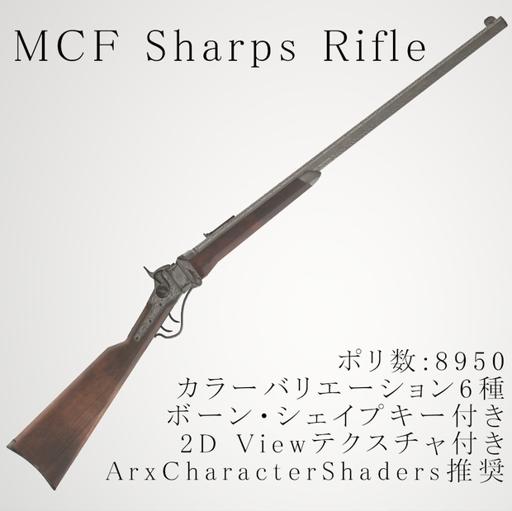 MCF Sharps Rifle
ポリ数:8950
カラーバリエーション6種
ボーン・シェイプキー付き
2D Viewテクスチャ付き
ArxCharacterShaders推奨